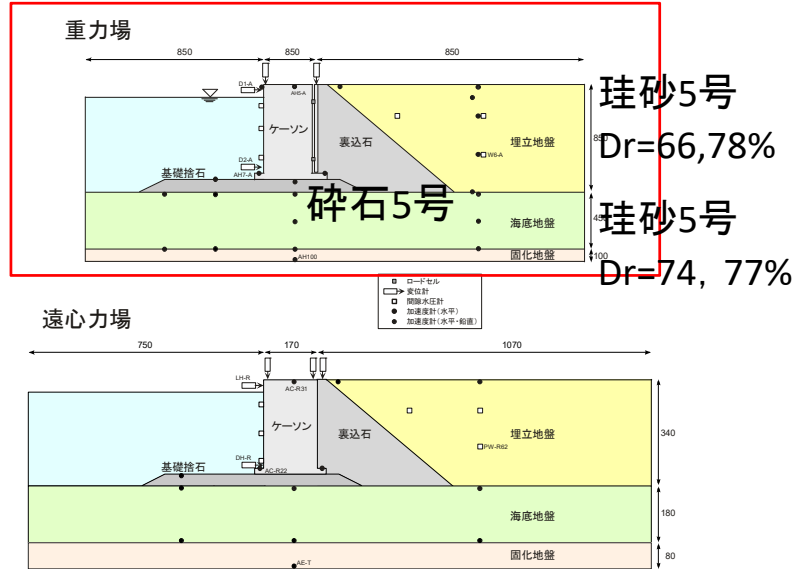 重力場
850
850
850
D1-A
AH5-A
珪砂5号
Dr=66,78%
ケーソン
裏込石
埋立地盤
850
D2-A
W6-A
基礎捨石
AH7-A
砕石5号
珪砂5号
海底地盤
450
固化地盤
100
Dr=74, 77%
AH100
ロードセル
変位計
間隙水圧計
加速度計(水平)
加速度計(水平・鉛直)
遠心力場
750
170
1070
LH-R
AC-R31
ケーソン
裏込石
埋立地盤
340
PW-R62
DH-R
基礎捨石
AC-R22
海底地盤
180
固化地盤
80
AE-T